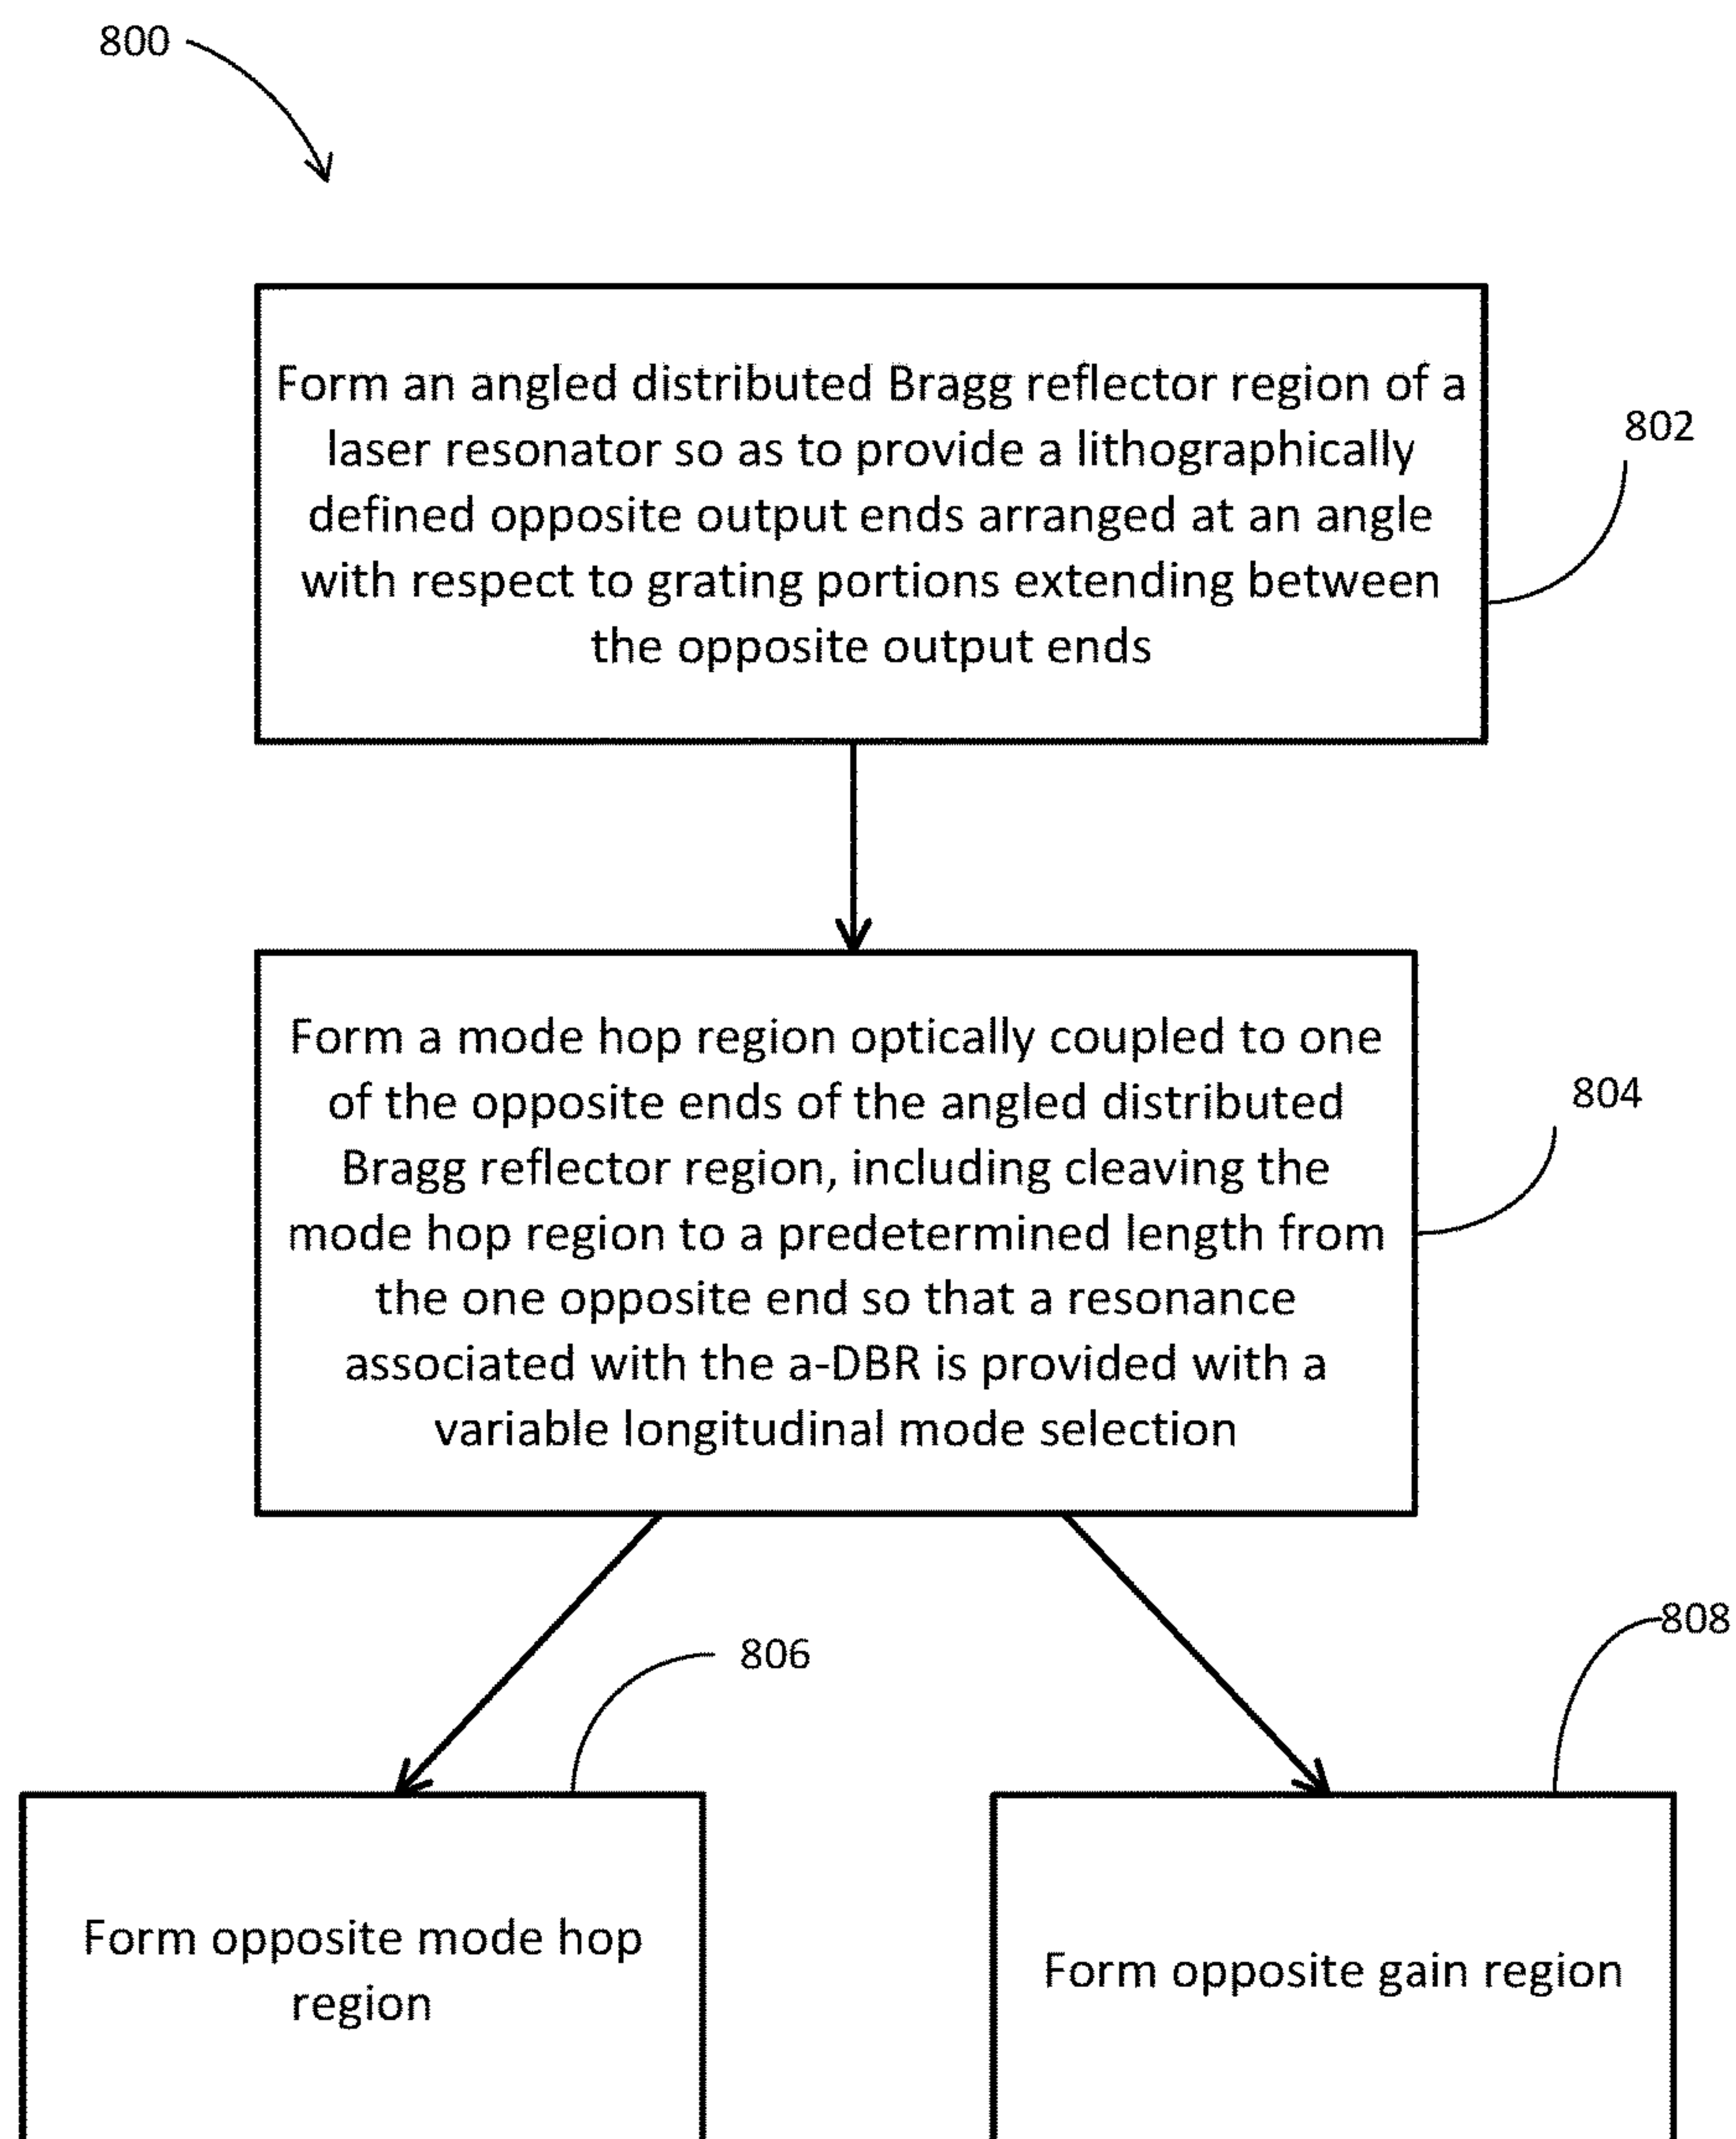 800
Form an angled distributed Bragg reflector region of a
laser resonator so as to provide a lithographically
defined opposite output ends arranged at an angle
with respect to grating portions extending between
the opposite output ends
802
Form a mode hop region optically coupled to one
of the opposite ends of the angled distributed
Bragg reflector region, including cleaving the
mode hop region to a predetermined length from
the one opposite end so that a resonance
associated with the a-DBR is provided with a
variable longitudinal mode selection
804
806
808
Form opposite mode hop
region
Form opposite gain region